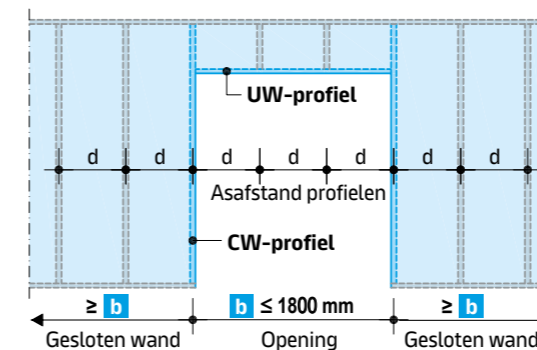 UW-profiel
d d d d d d d
Asafstand profielen
CW-profiel
≥ b b ≤ 1800 mm ≥ b
Gesloten wand Opening Gesloten wand